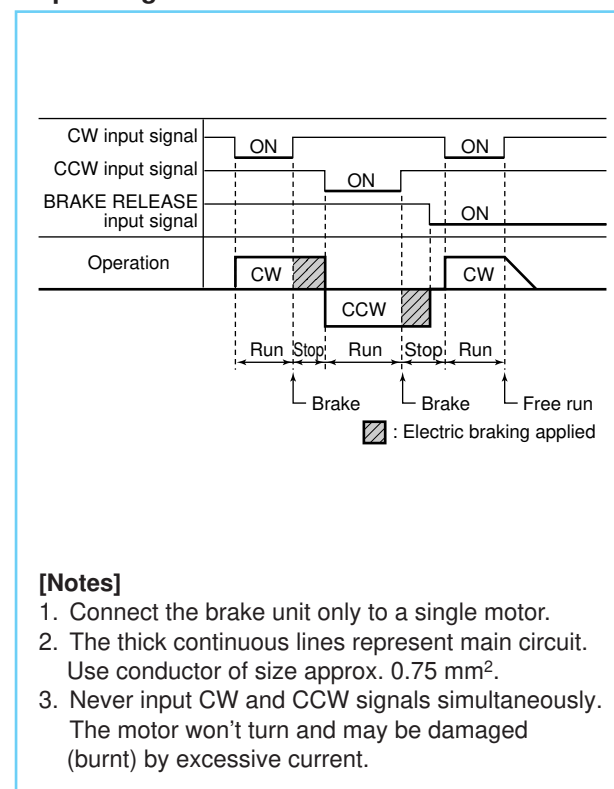 CW input signal
ON
ON
CCW input signal
ON
BRAKE RELEASE
input signal
ON
Operation
CW
CW
CCW
Run Stop Run Stop Run
Brake
Brake
Free run
: Electric braking applied
[Notes]
1. Connect the brake unit only to a single motor.
2. The thick continuous lines represent main circuit.
Use conductor of size approx. 0.75 mm².
3. Never input CW and CCW signals simultaneously.
The motor won't turn and may be damaged
(burnt) by excessive current.